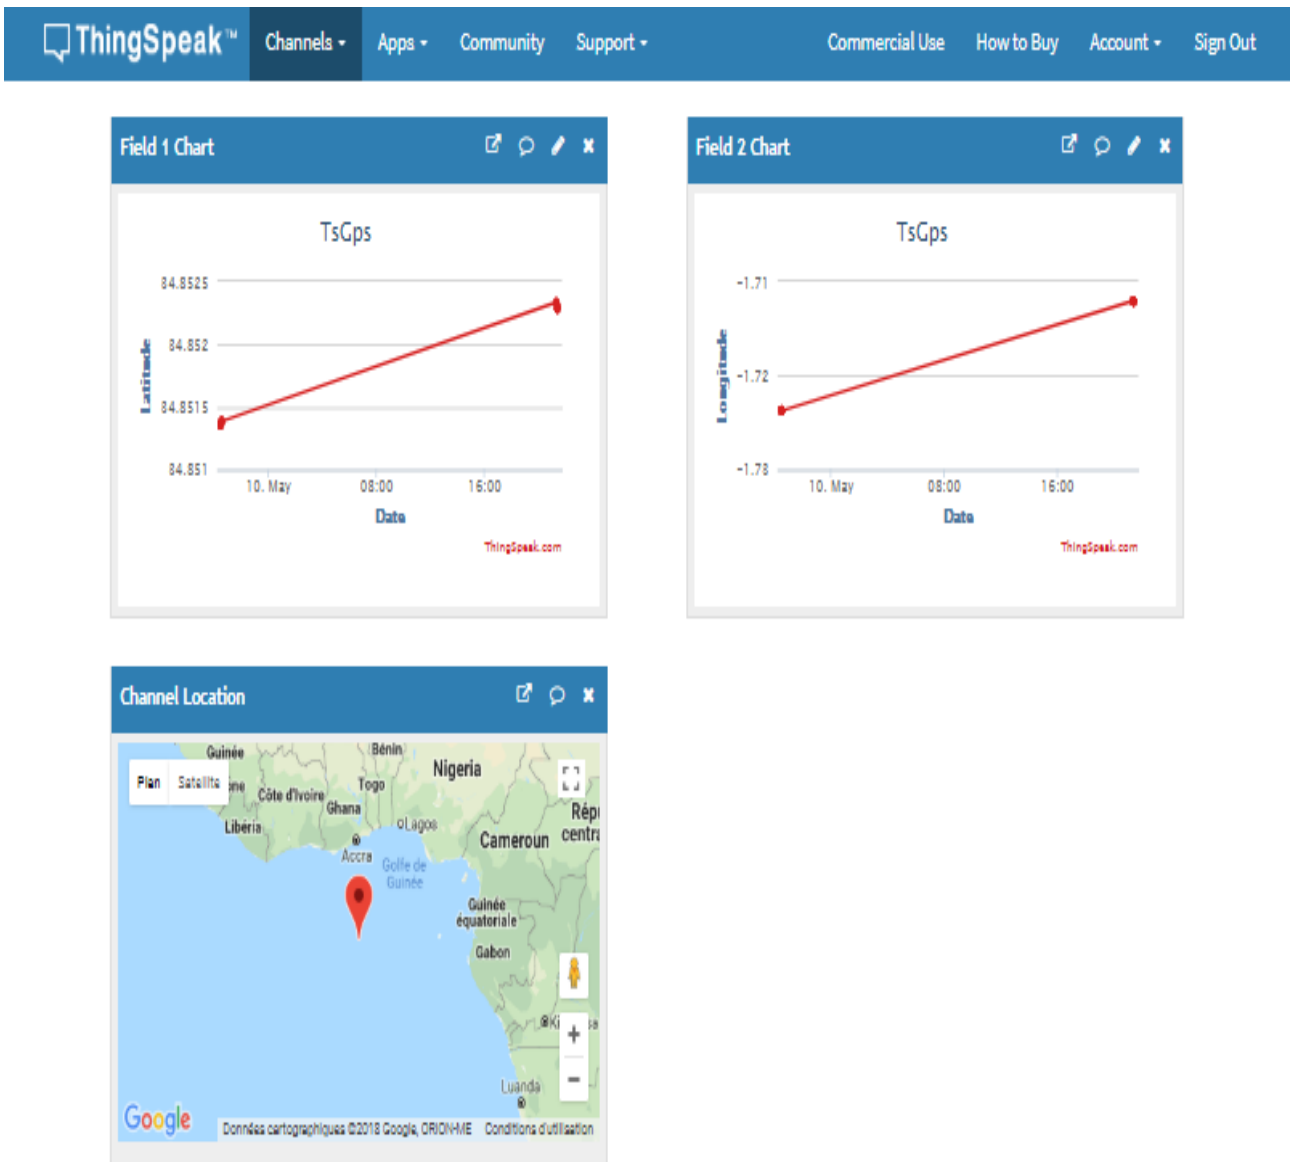 ThingSpeak™ Channels Apps Community Support Commercial Use How to Buy Account Sign Out
Field 1 Chart
TsGps
Latitude
84.8525
84.852
84.8515
84.851
10. May 08:00 16:00
Date
ThingSpeak.com
Field 2 Chart
TsGps
Longitude
-1.71
-1.72
-1.73
10. May 08:00 16:00
Date
ThingSpeak.com
Channel Location
Plan Satellite
Guinée
Bénin
Nigeria
Togo
Côte d'Ivoire
Ghana
Libéria
Lagos
Accra
Cameroun
Golfe de
Guinée
Guinée
équatoriale
Gabon
Luanda
Google
Données cartographiques ©2018 Google, ORION-ME Conditions d'utilisation